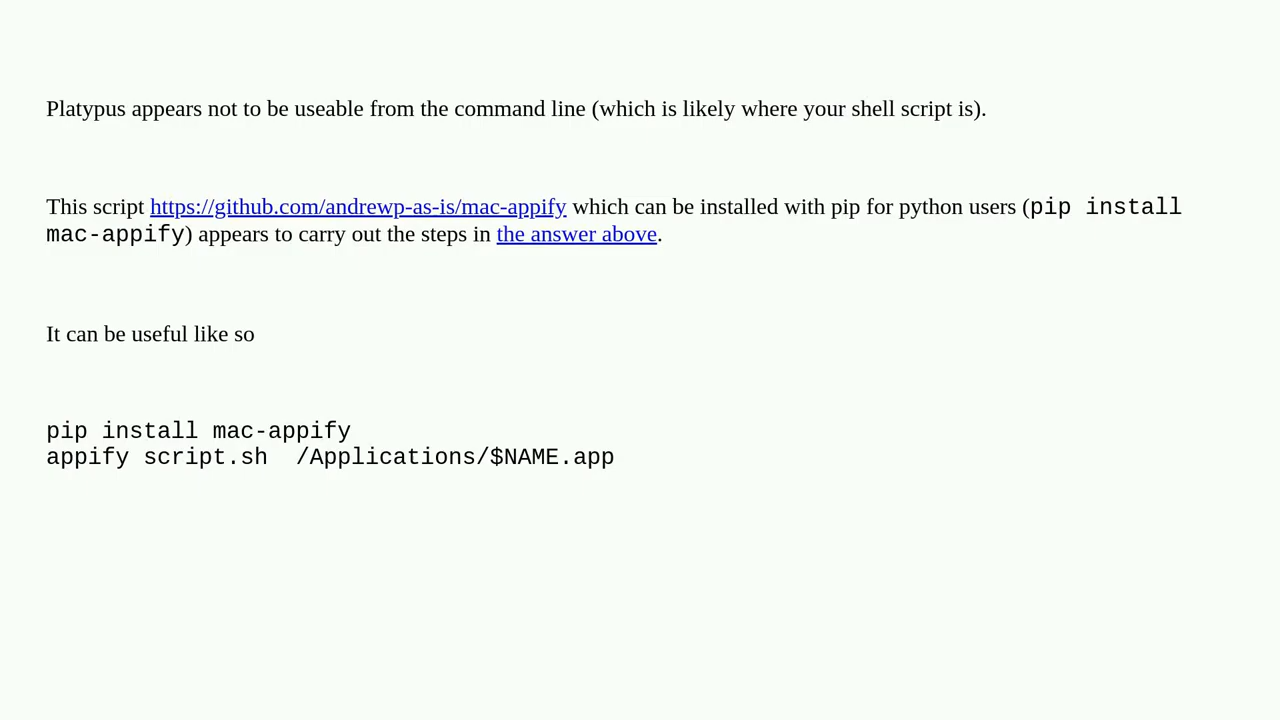 Platypus appears not to be useable from the command line (which is likely where your shell script is).
This script https://github.com/andrewp-as-is/mac-appify which can be installed with pip for python users (pip install
mac-appify) appears to carry out the steps in the answer above.
It can be useful like so
pip install mac-appify
appify script.sh  /Applications/$NAME.app